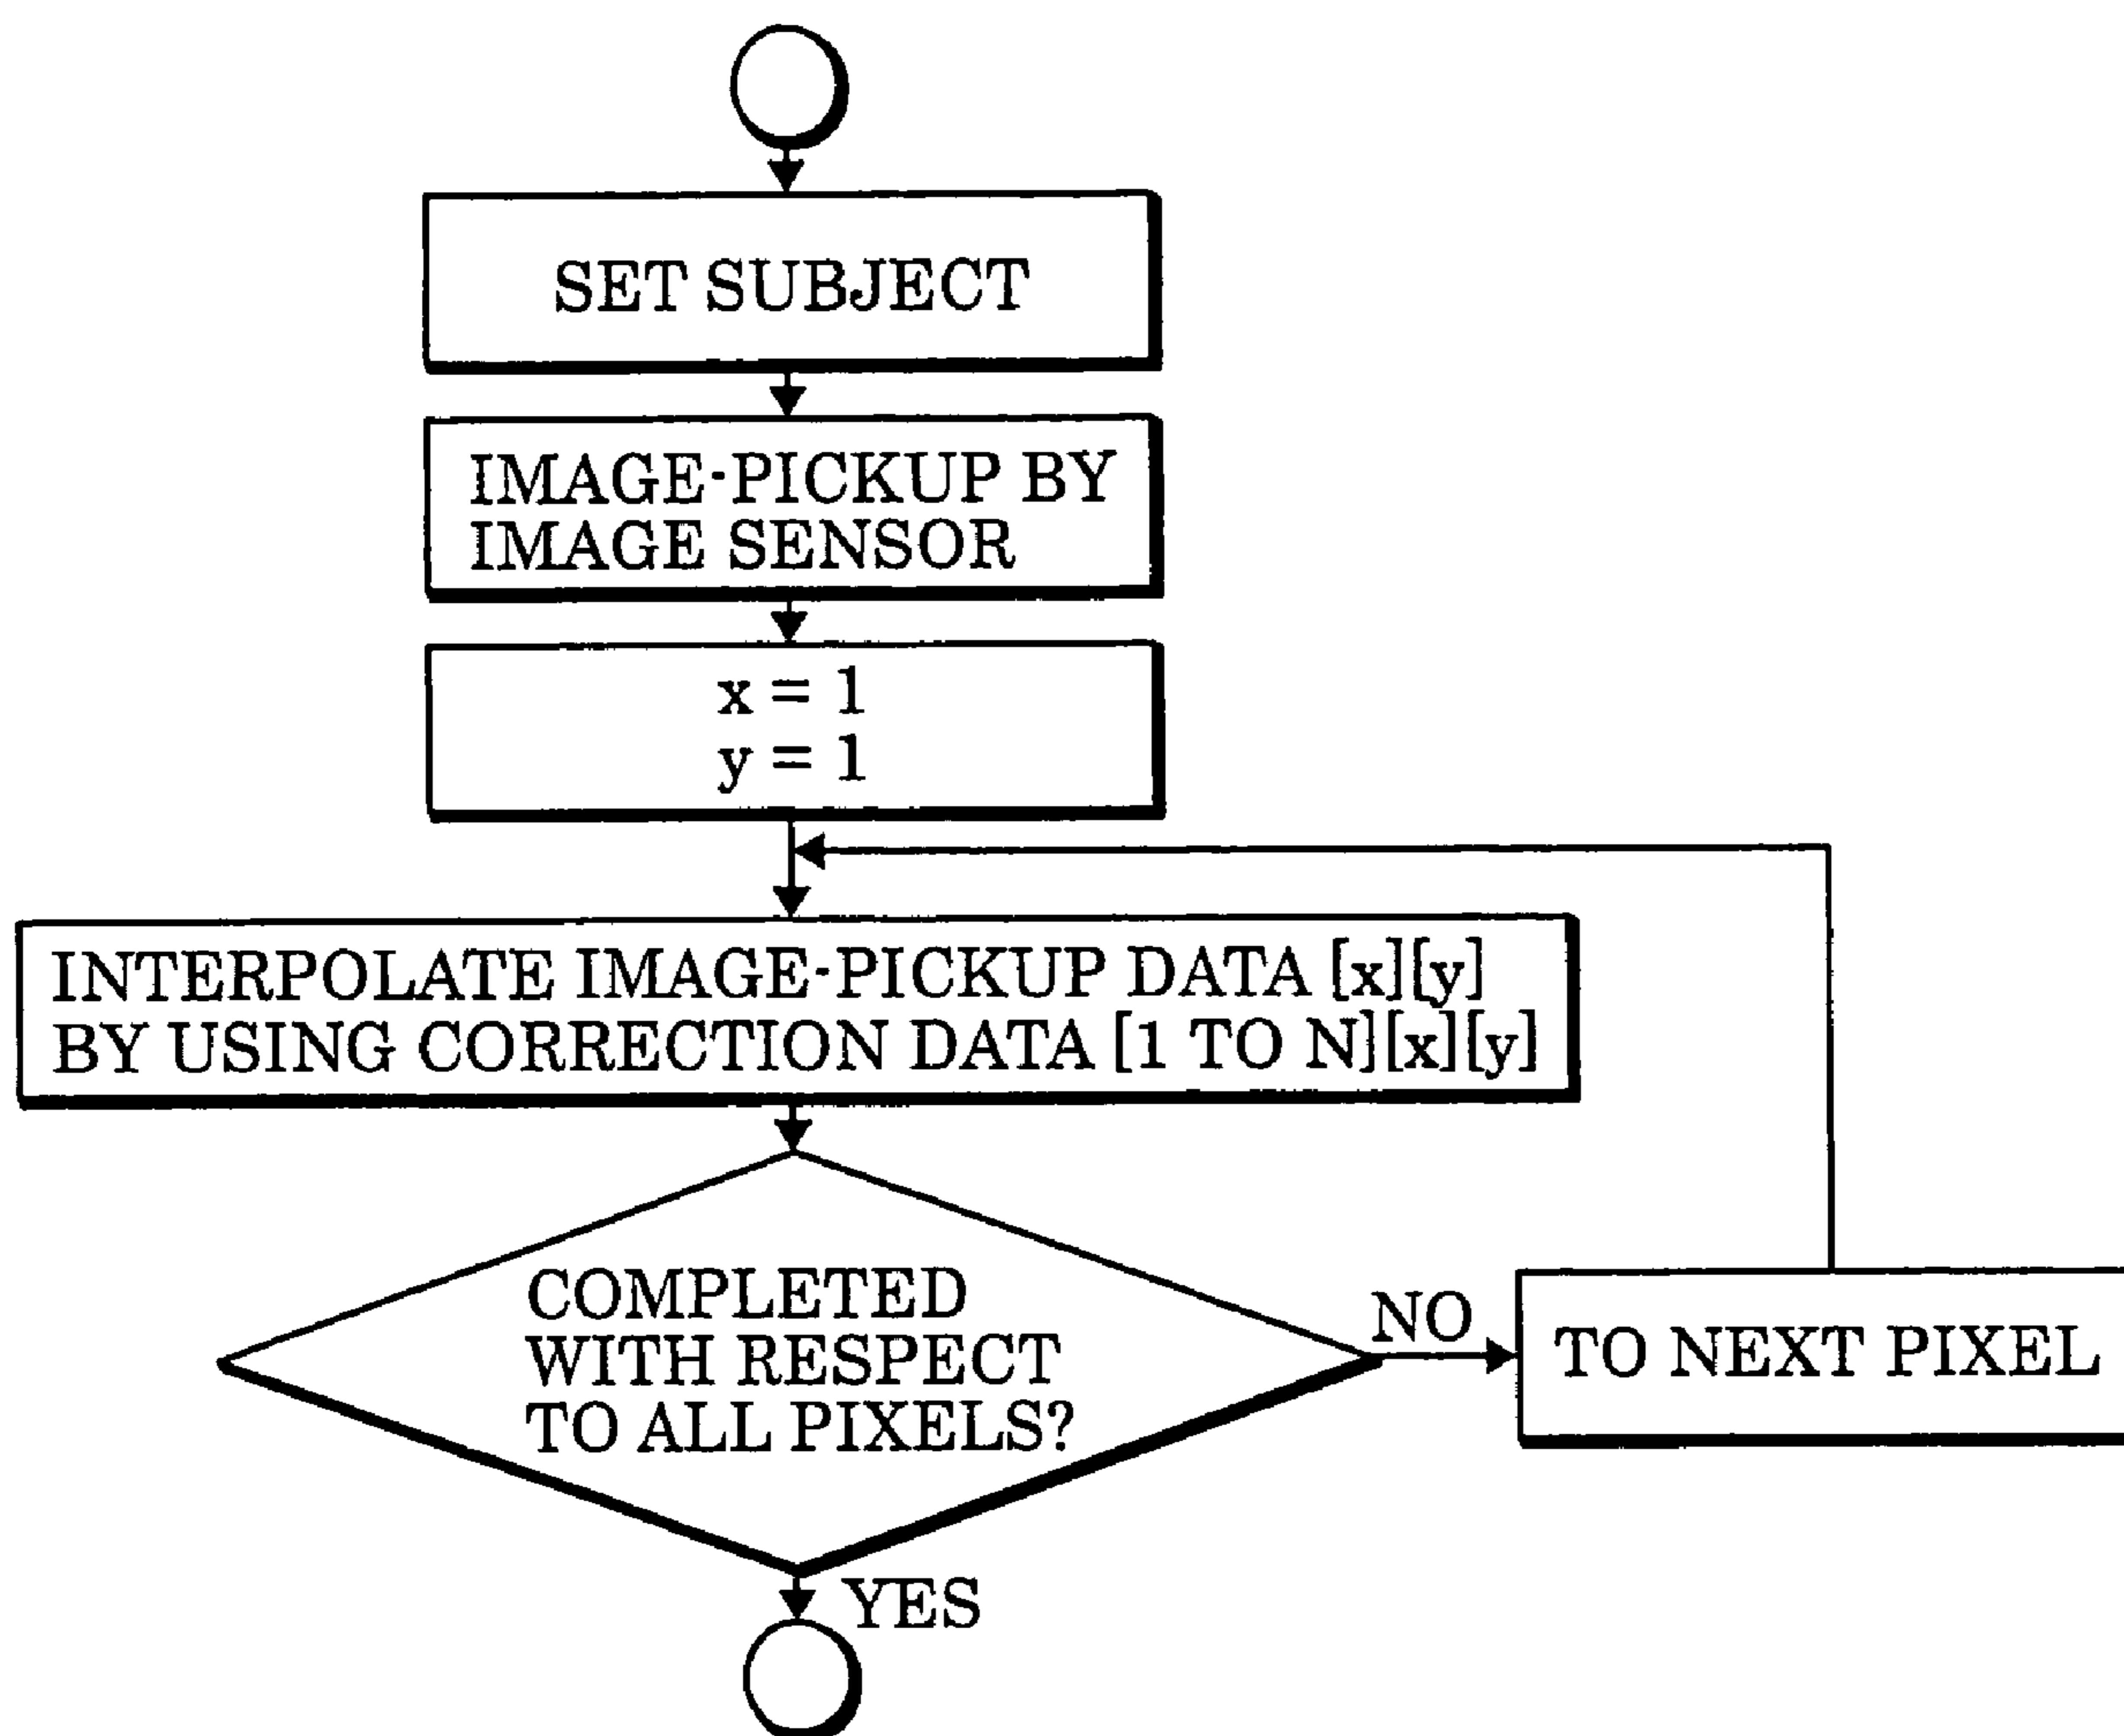 SET SUBJECT
IMAGE-PICKUP BY
IMAGE SENSOR
x = 1
y = 1
INTERPOLATE IMAGE-PICKUP DATA [x][y]
BY USING CORRECTION DATA [1 TO N][x][y]
COMPLETED
WITH RESPECT
TO ALL PIXELS?
NO
TO NEXT PIXEL
YES